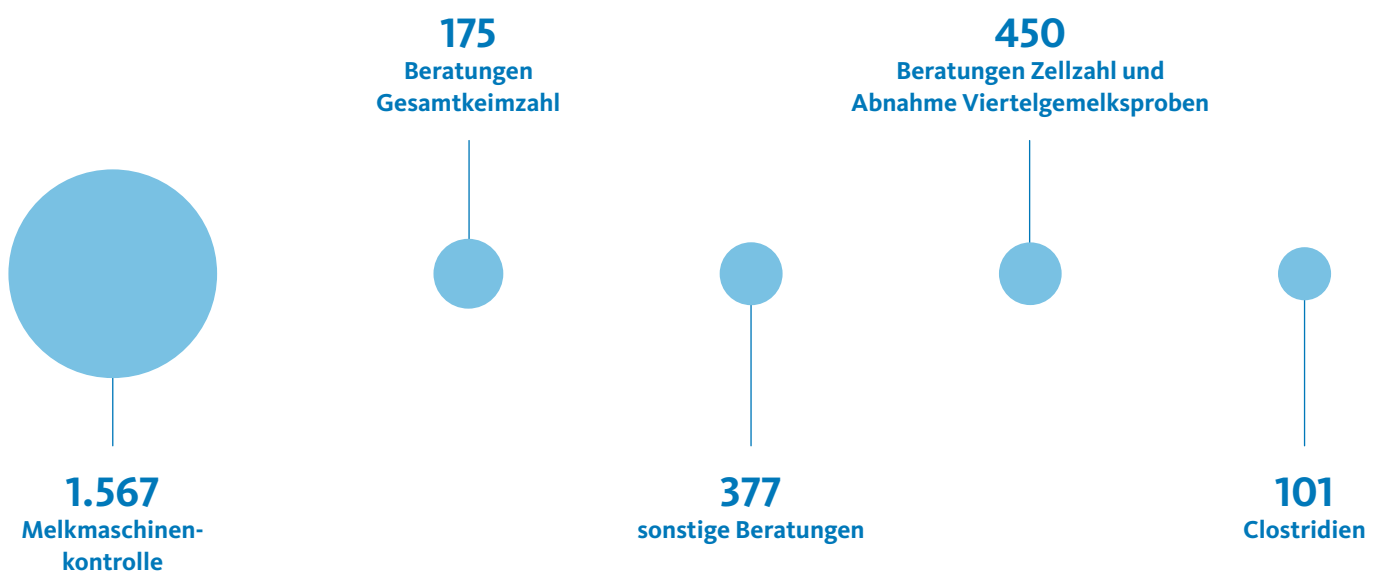 175
Beratungen
Gesamtkeimzahl
450
Beratungen Zellzahl und
Abnahme Viertelgemelksproben
1.567
Melkmaschinen-
kontrolle
377
sonstige Beratungen
101
Clostridien